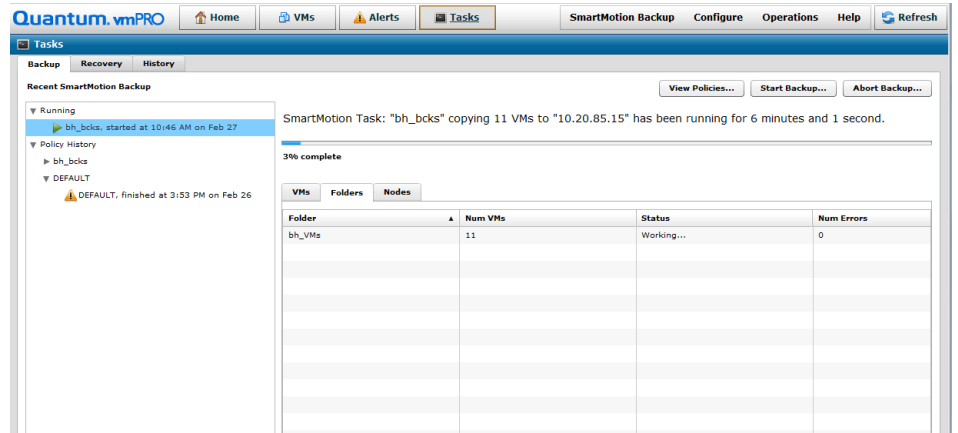 Quantum. vmPRO Home VMs Alerts Tasks SmartMotion Backup Configure Operations Help Refresh
Tasks
Backup Recovery History
Recent SmartMotion Backup
View Policies... Start Backup... Abort Backup...
Running
bh_bcks, started at 10:46 AM on Feb 27
Policy History
bh_bcks
DEFAULT
DEFAULT, finished at 3:53 PM on Feb 26
SmartMotion Task: "bh_bcks" copying 11 VMs to "10.20.85.15" has been running for 6 minutes and 1 second.
3% complete
VMs Folders Nodes
Folder Num VMs Status Num Errors
bh_VMs 11 Working... 0